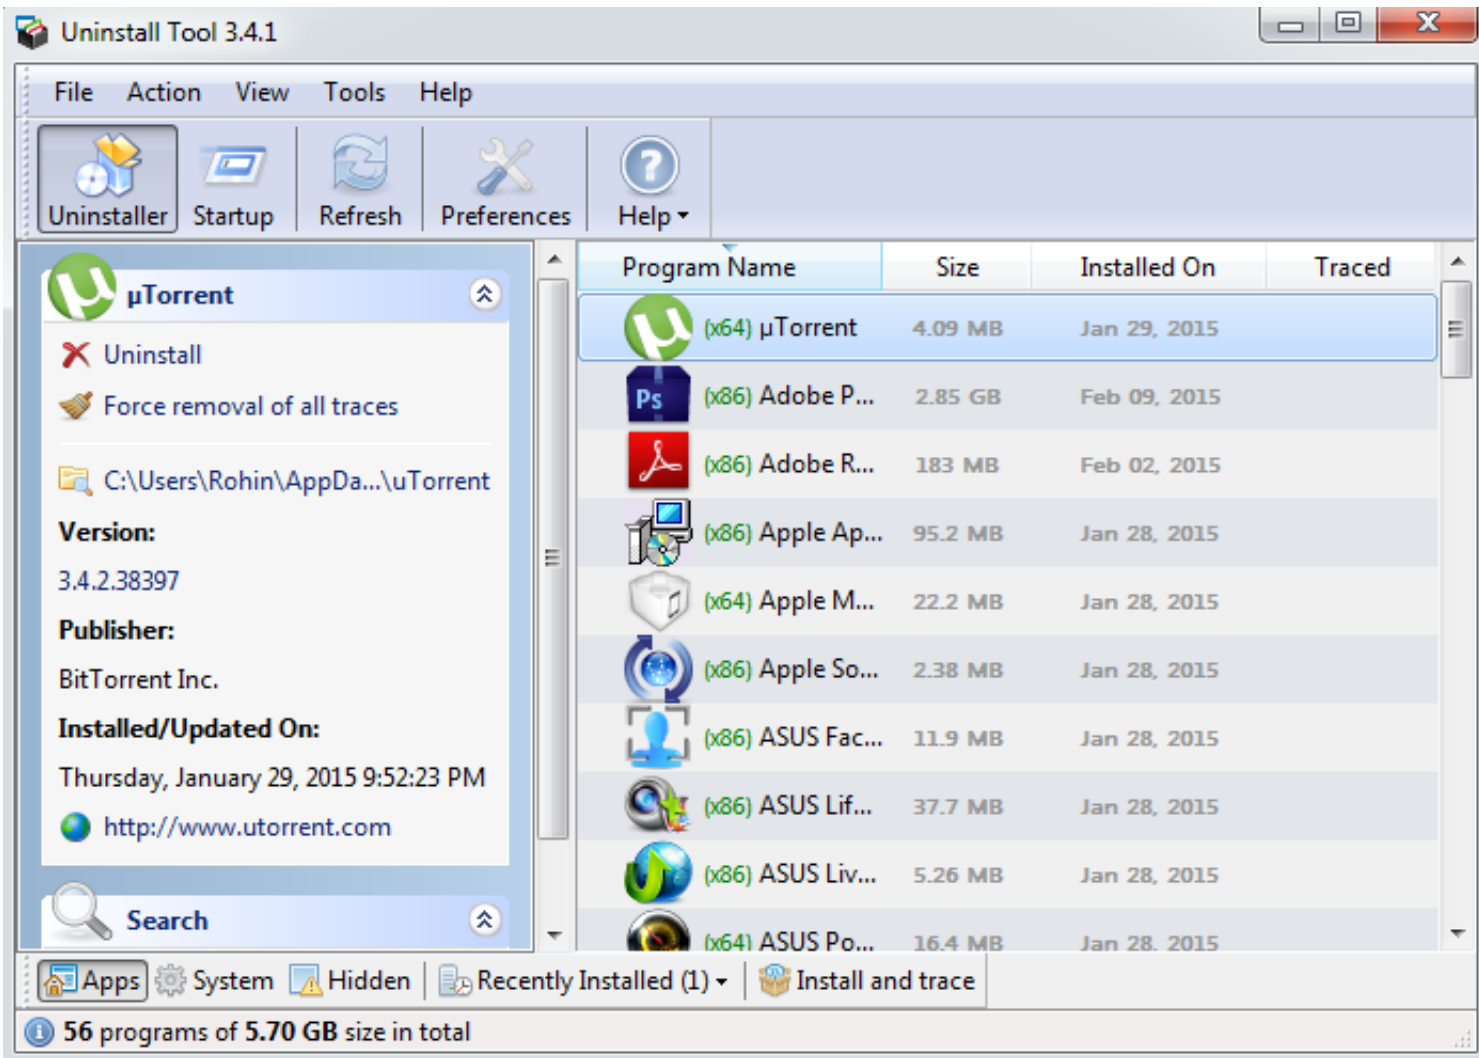 Uninstall Tool 3.4.1
File Action View Tools Help
Uninstaller Startup Refresh Preferences Help
µTorrent
Uninstall
Force removal of all traces
C:\Users\Rohin\AppDa...\uTorrent
Version:
3.4.2.38397
Publisher:
BitTorrent Inc.
Installed/Updated On:
Thursday, January 29, 2015 9:52:23 PM
http://www.utorrent.com
Search
Program Name Size Installed On Traced
(x64) µTorrent 4.09 MB Jan 29, 2015
Ps (x86) Adobe P... 2.85 GB Feb 09, 2015
(x86) Adobe R... 183 MB Feb 02, 2015
(x86) Apple Ap... 95.2 MB Jan 28, 2015
(x64) Apple M... 22.2 MB Jan 28, 2015
(x86) Apple So... 2.38 MB Jan 28, 2015
(x86) ASUS Fac... 11.9 MB Jan 28, 2015
(x86) ASUS Lif... 37.7 MB Jan 28, 2015
(x86) ASUS Liv... 5.26 MB Jan 28, 2015
(x64) ASUS Po... 16.4 MB Jan 28, 2015
Apps System Hidden Recently Installed (1) Install and trace
56 programs of 5.70 GB size in total